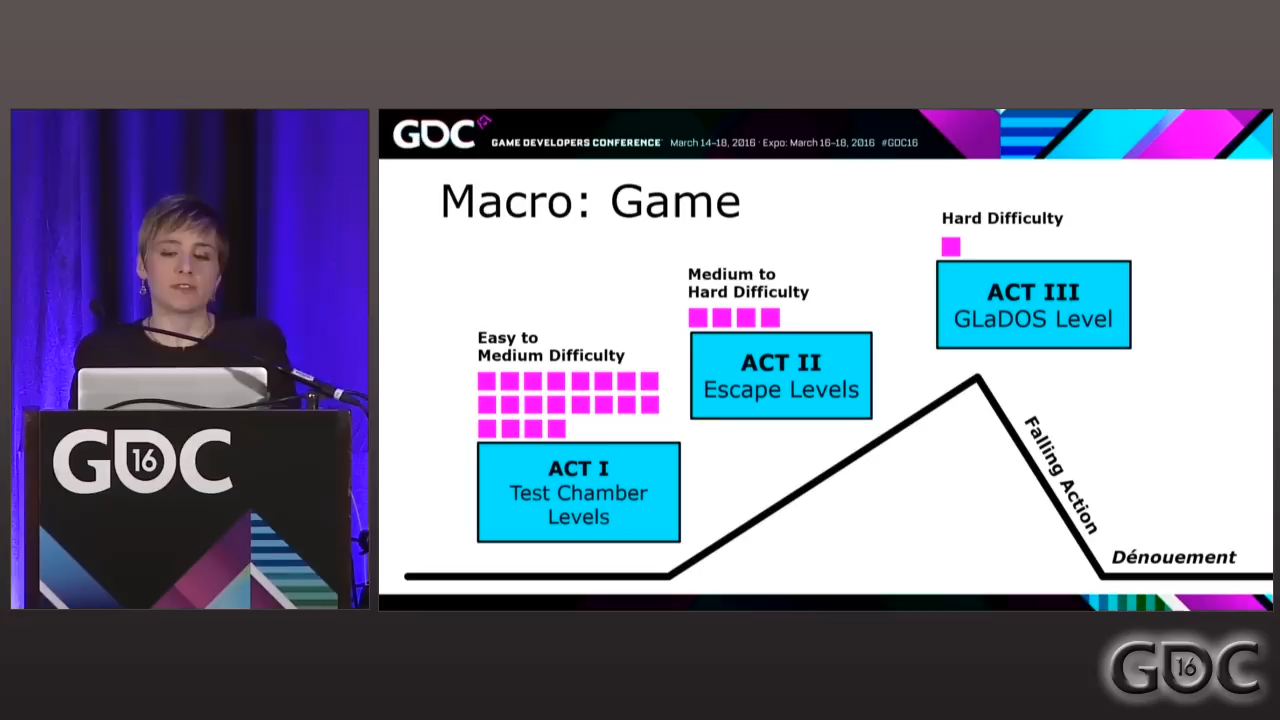 GDC
GAME DEVELOPERS CONFERENCE March 14–18, 2016 · Expo: March 16–18, 2016 #GDC16
Macro: Game
Hard Difficulty
ACT III
GLaDOS Level
Medium to
Hard Difficulty
ACT II
Escape Levels
Easy to
Medium Difficulty
ACT I
Test Chamber
Levels
Falling Action
Dénouement
GDC
16
GDC
16